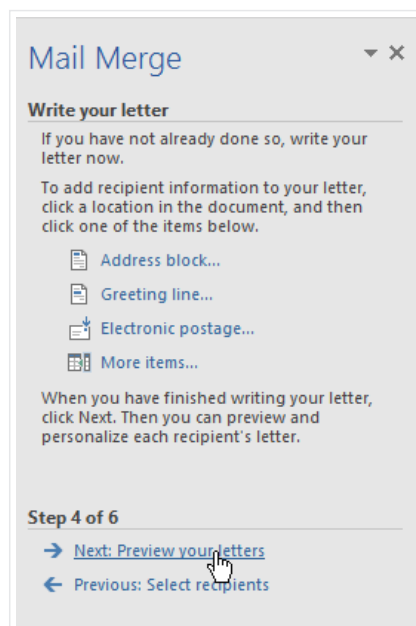 Mail Merge
Write your letter
If you have not already done so, write your
letter now.
To add recipient information to your letter,
click a location in the document, and then
click one of the items below.
Address block...
Greeting line...
Electronic postage...
More items...
When you have finished writing your letter,
click Next. Then you can preview and
personalize each recipient's letter.
Step 4 of 6
Next: Preview your letters
Previous: Select recipients